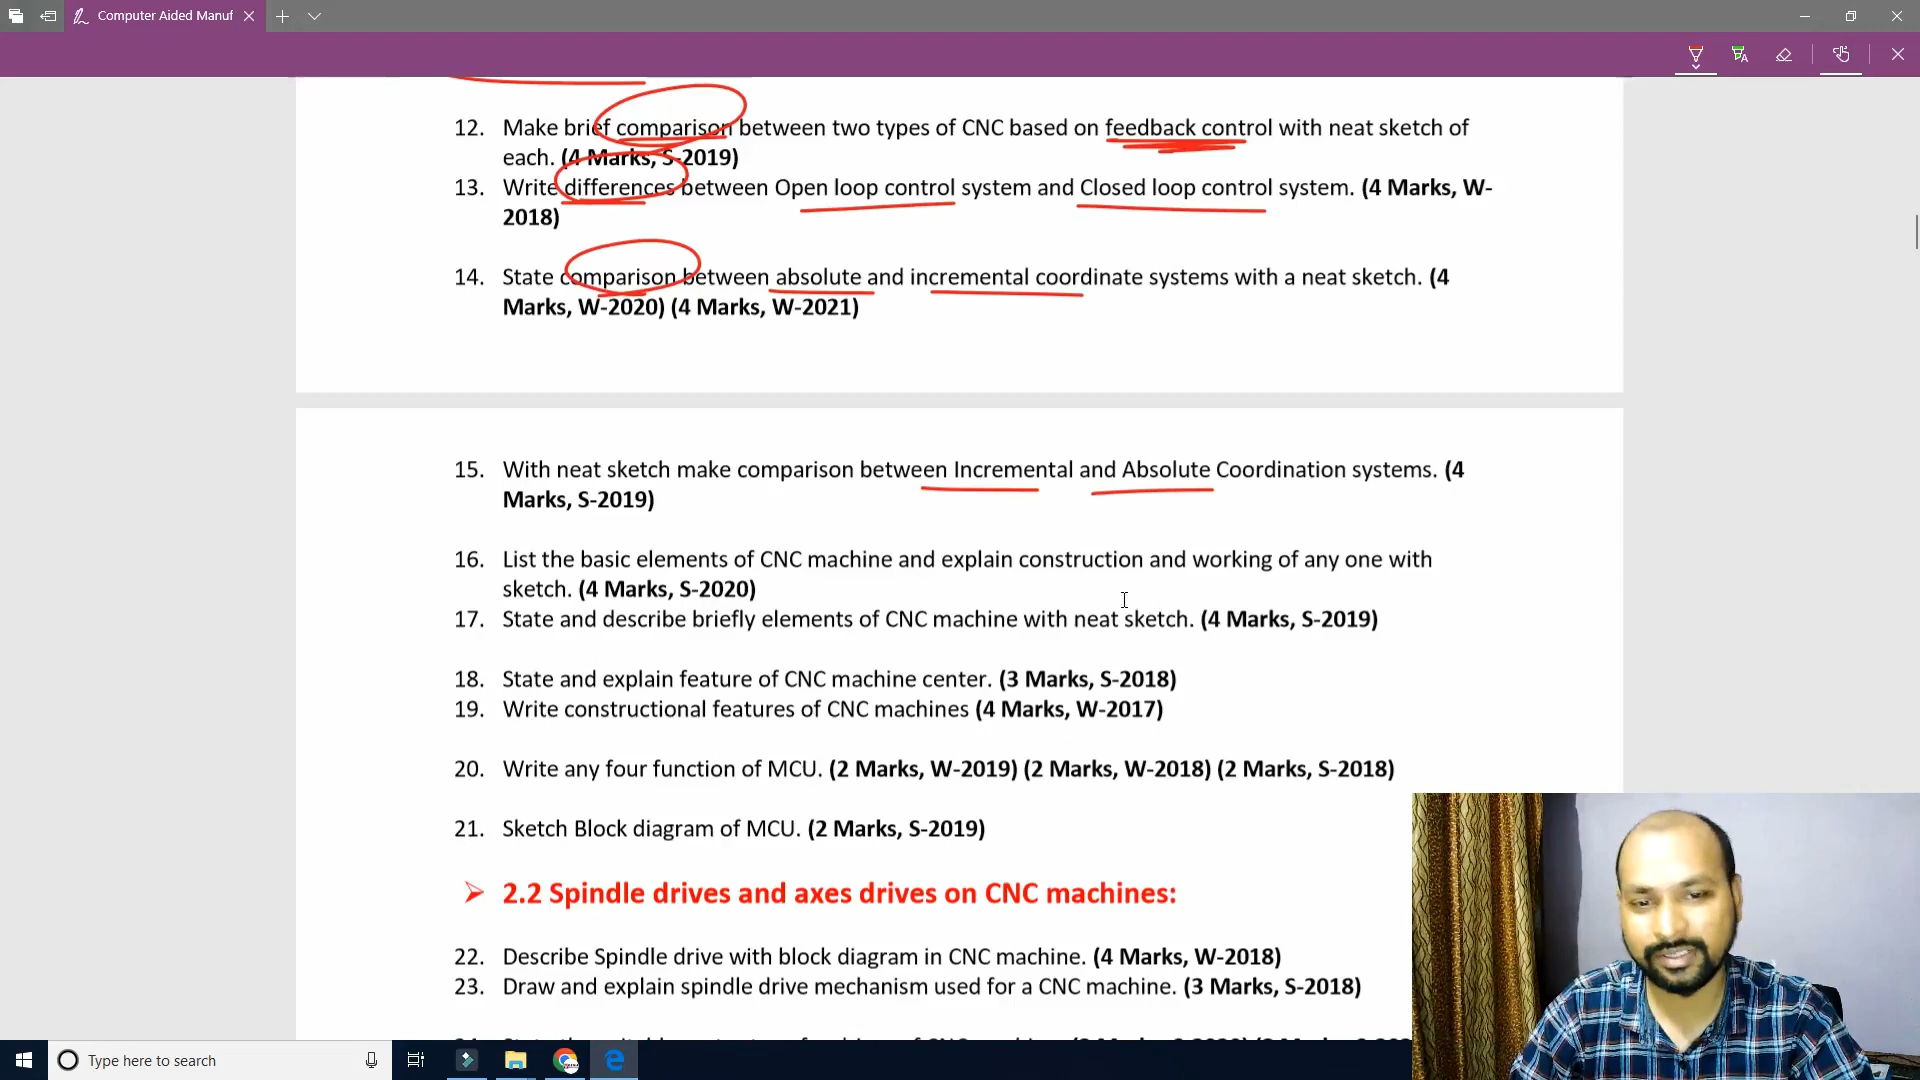 Computer Aided Manuf
12. Make brief comparison between two types of CNC based on feedback control with neat sketch of
each. (4 Marks, S-2019)
13. Write differences between Open loop control system and Closed loop control system. (4 Marks, W-
2018)
14. State comparison between absolute and incremental coordinate systems with a neat sketch. (4
Marks, W-2020) (4 Marks, W-2021)
15. With neat sketch make comparison between Incremental and Absolute Coordination systems. (4
Marks, S-2019)
16. List the basic elements of CNC machine and explain construction and working of any one with
sketch. (4 Marks, S-2020)
17. State and describe briefly elements of CNC machine with neat sketch. (4 Marks, S-2019)
18. State and explain feature of CNC machine center. (3 Marks, S-2018)
19. Write constructional features of CNC machines (4 Marks, W-2017)
20. Write any four function of MCU. (2 Marks, W-2019) (2 Marks, W-2018) (2 Marks, S-2018)
21. Sketch Block diagram of MCU. (2 Marks, S-2019)
➢ 2.2 Spindle drives and axes drives on CNC machines:
22. Describe Spindle drive with block diagram in CNC machine. (4 Marks, W-2018)
23. Draw and explain spindle drive mechanism used for a CNC machine. (3 Marks, S-2018)
Type here to search